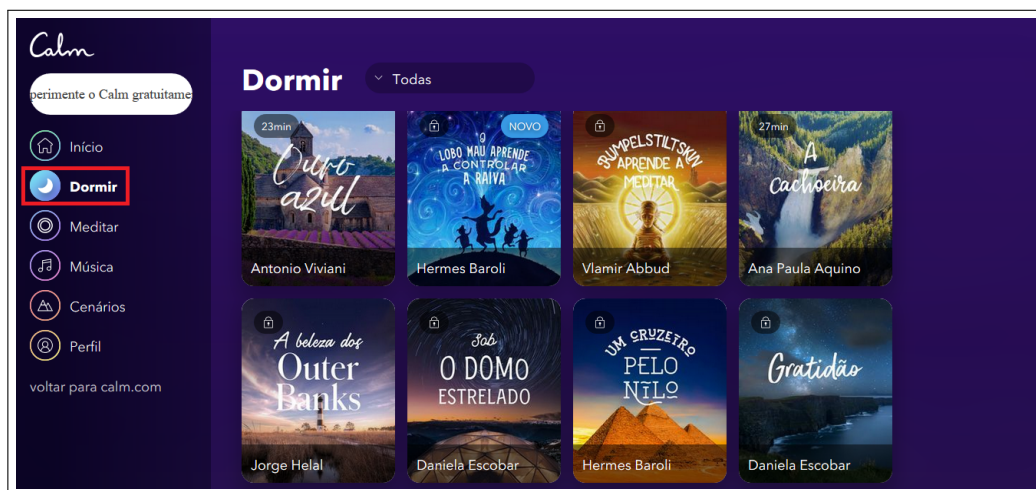 Calm
perimente o Calm gratuitame
Início
Dormir
Meditar
Música
Cenários
Perfil
voltar para calm.com
Dormir
Todas
23min
Ouro
azul
Antonio Viviani
NOVO
O
LOBO MAU APRENDE
A CONTROLAR
A RAIVA
Hermes Baroli
RUMPELSTILTSKIN
APRENDE A
MEDITAR
Vlamir Abbud
27min
A
Cachoeira
Ana Paula Aquino
A beleza dos
Outer
Banks
Jorge Helal
Sob
O DOMO
ESTRELADO
Daniela Escobar
UM CRUZEIRO
PELO
NILO
Hermes Baroli
Gratidão
Daniela Escobar